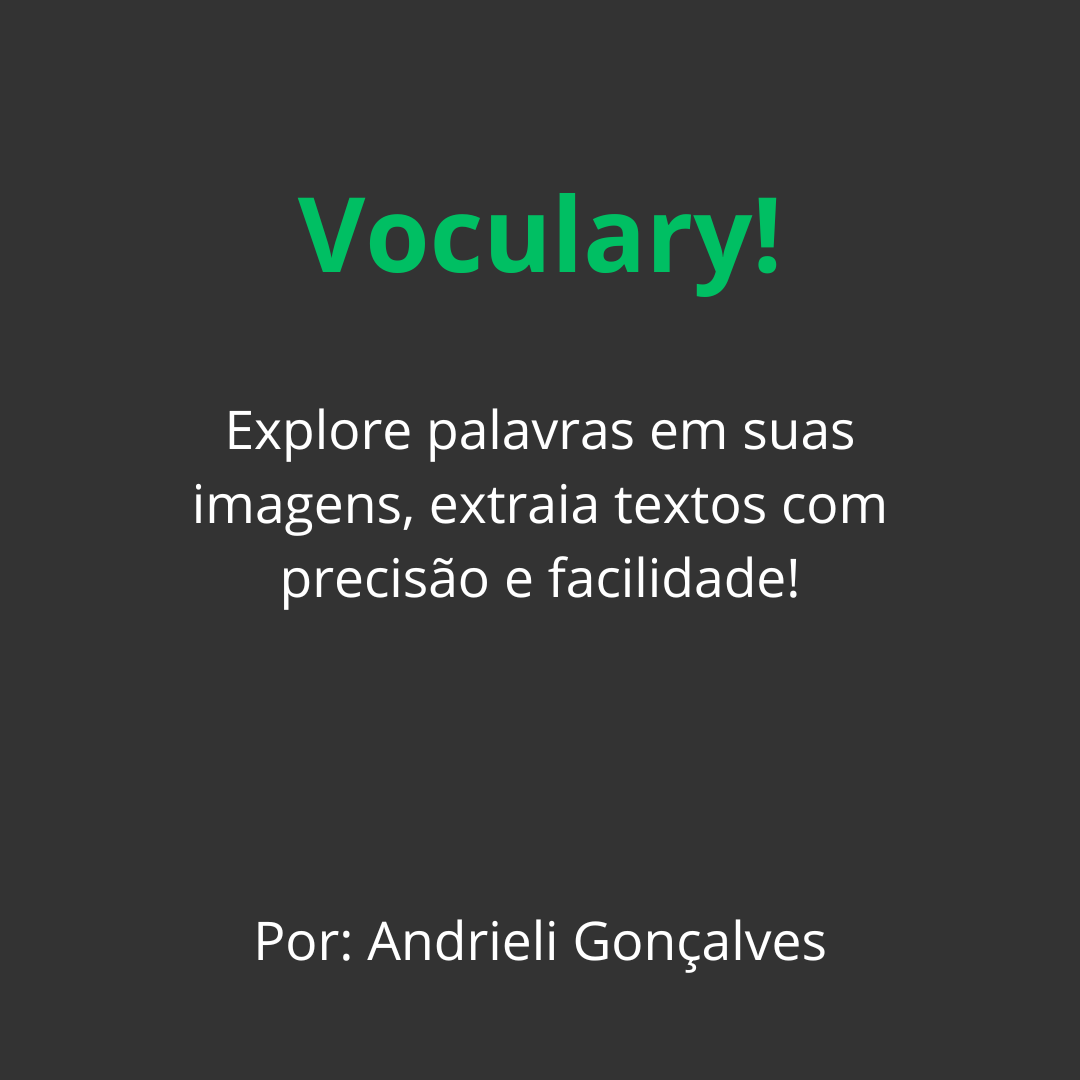 Voculary!
Explore palavras em suas
imagens, extraia textos com
precisão e facilidade!
Por: Andrieli Gonçalves